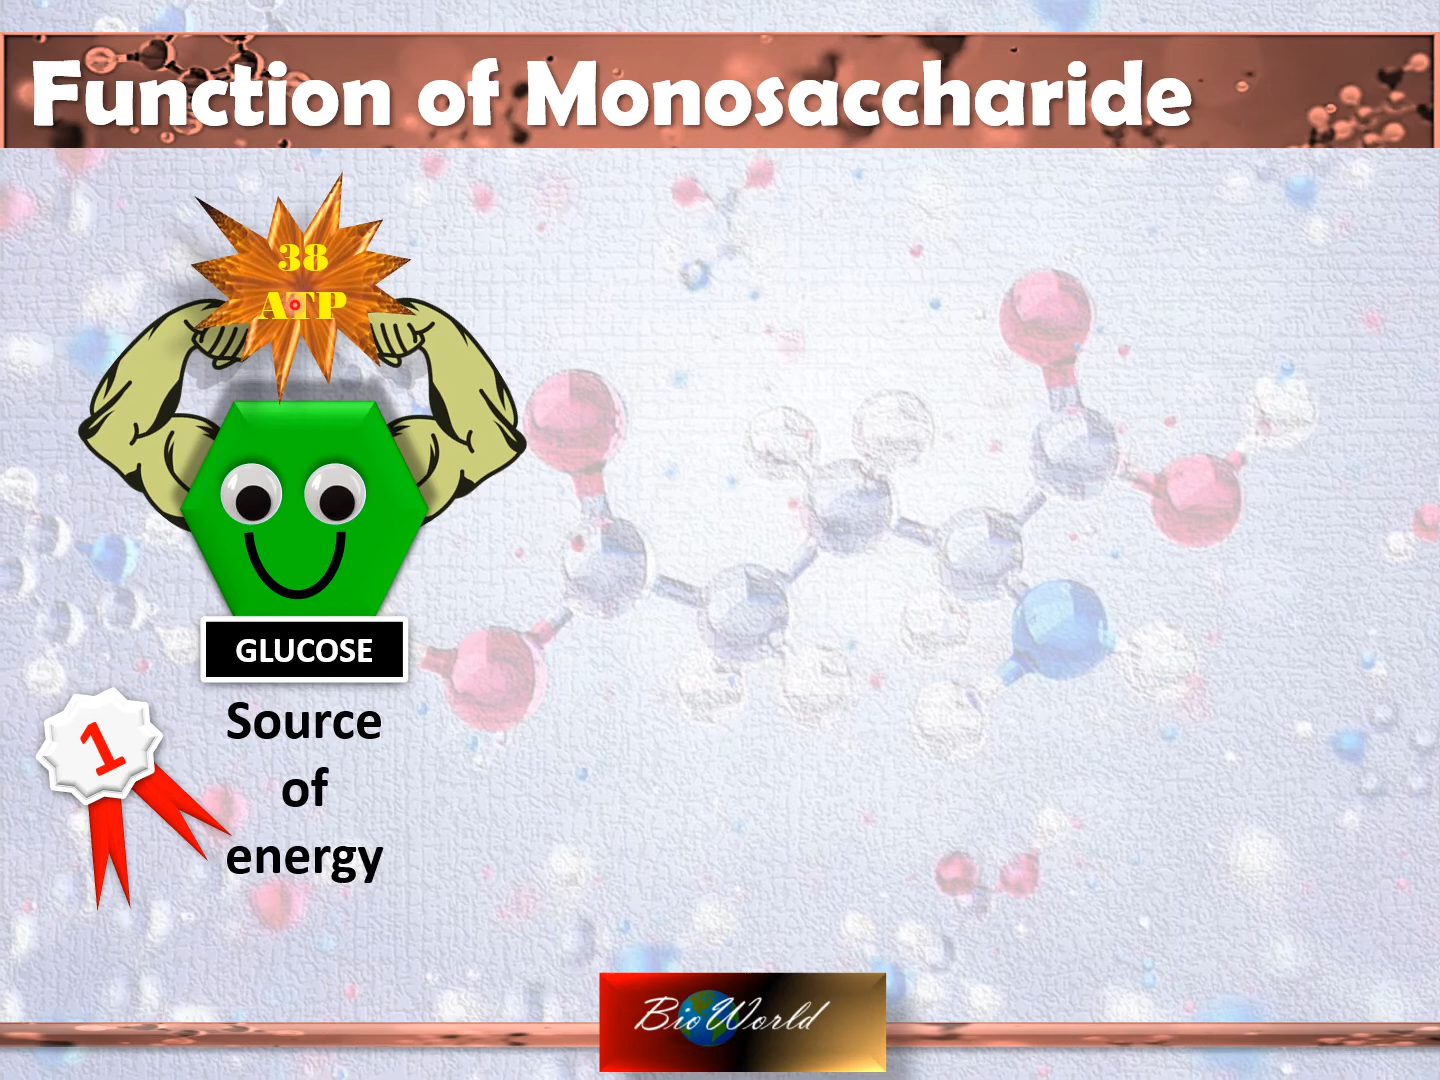 Function of Monosaccharide
38
ATP
GLUCOSE
1
Source
of
energy
BioWorld